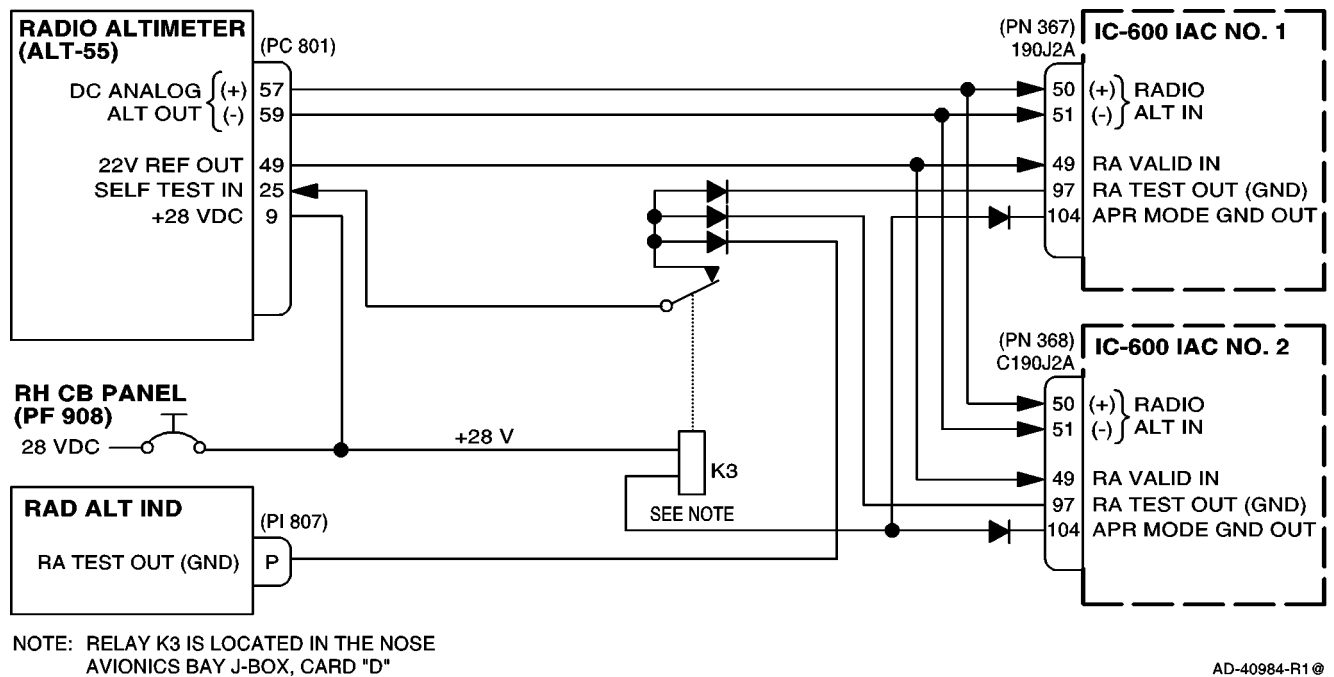 RADIO ALTIMETER
(ALT-55)
(PC 801)
DC ANALOG (+) 57
ALT OUT (-) 59
22V REF OUT 49
SELF TEST IN 25
+28 VDC 9
(PN 367)
190J2A
IC-600 IAC NO. 1
50 (+) RADIO
51 (-) ALT IN
49 RA VALID IN
97 RA TEST OUT (GND)
104 APR MODE GND OUT
(PN 368)
C190J2A
IC-600 IAC NO. 2
50 (+) RADIO
51 (-) ALT IN
49 RA VALID IN
97 RA TEST OUT (GND)
104 APR MODE GND OUT
RH CB PANEL
(PF 908)
28 VDC
+28 V
K3
SEE NOTE
RAD ALT IND
(PI 807)
RA TEST OUT (GND) P
NOTE: RELAY K3 IS LOCATED IN THE NOSE
AVIONICS BAY J-BOX, CARD "D"
AD-40984-R1@